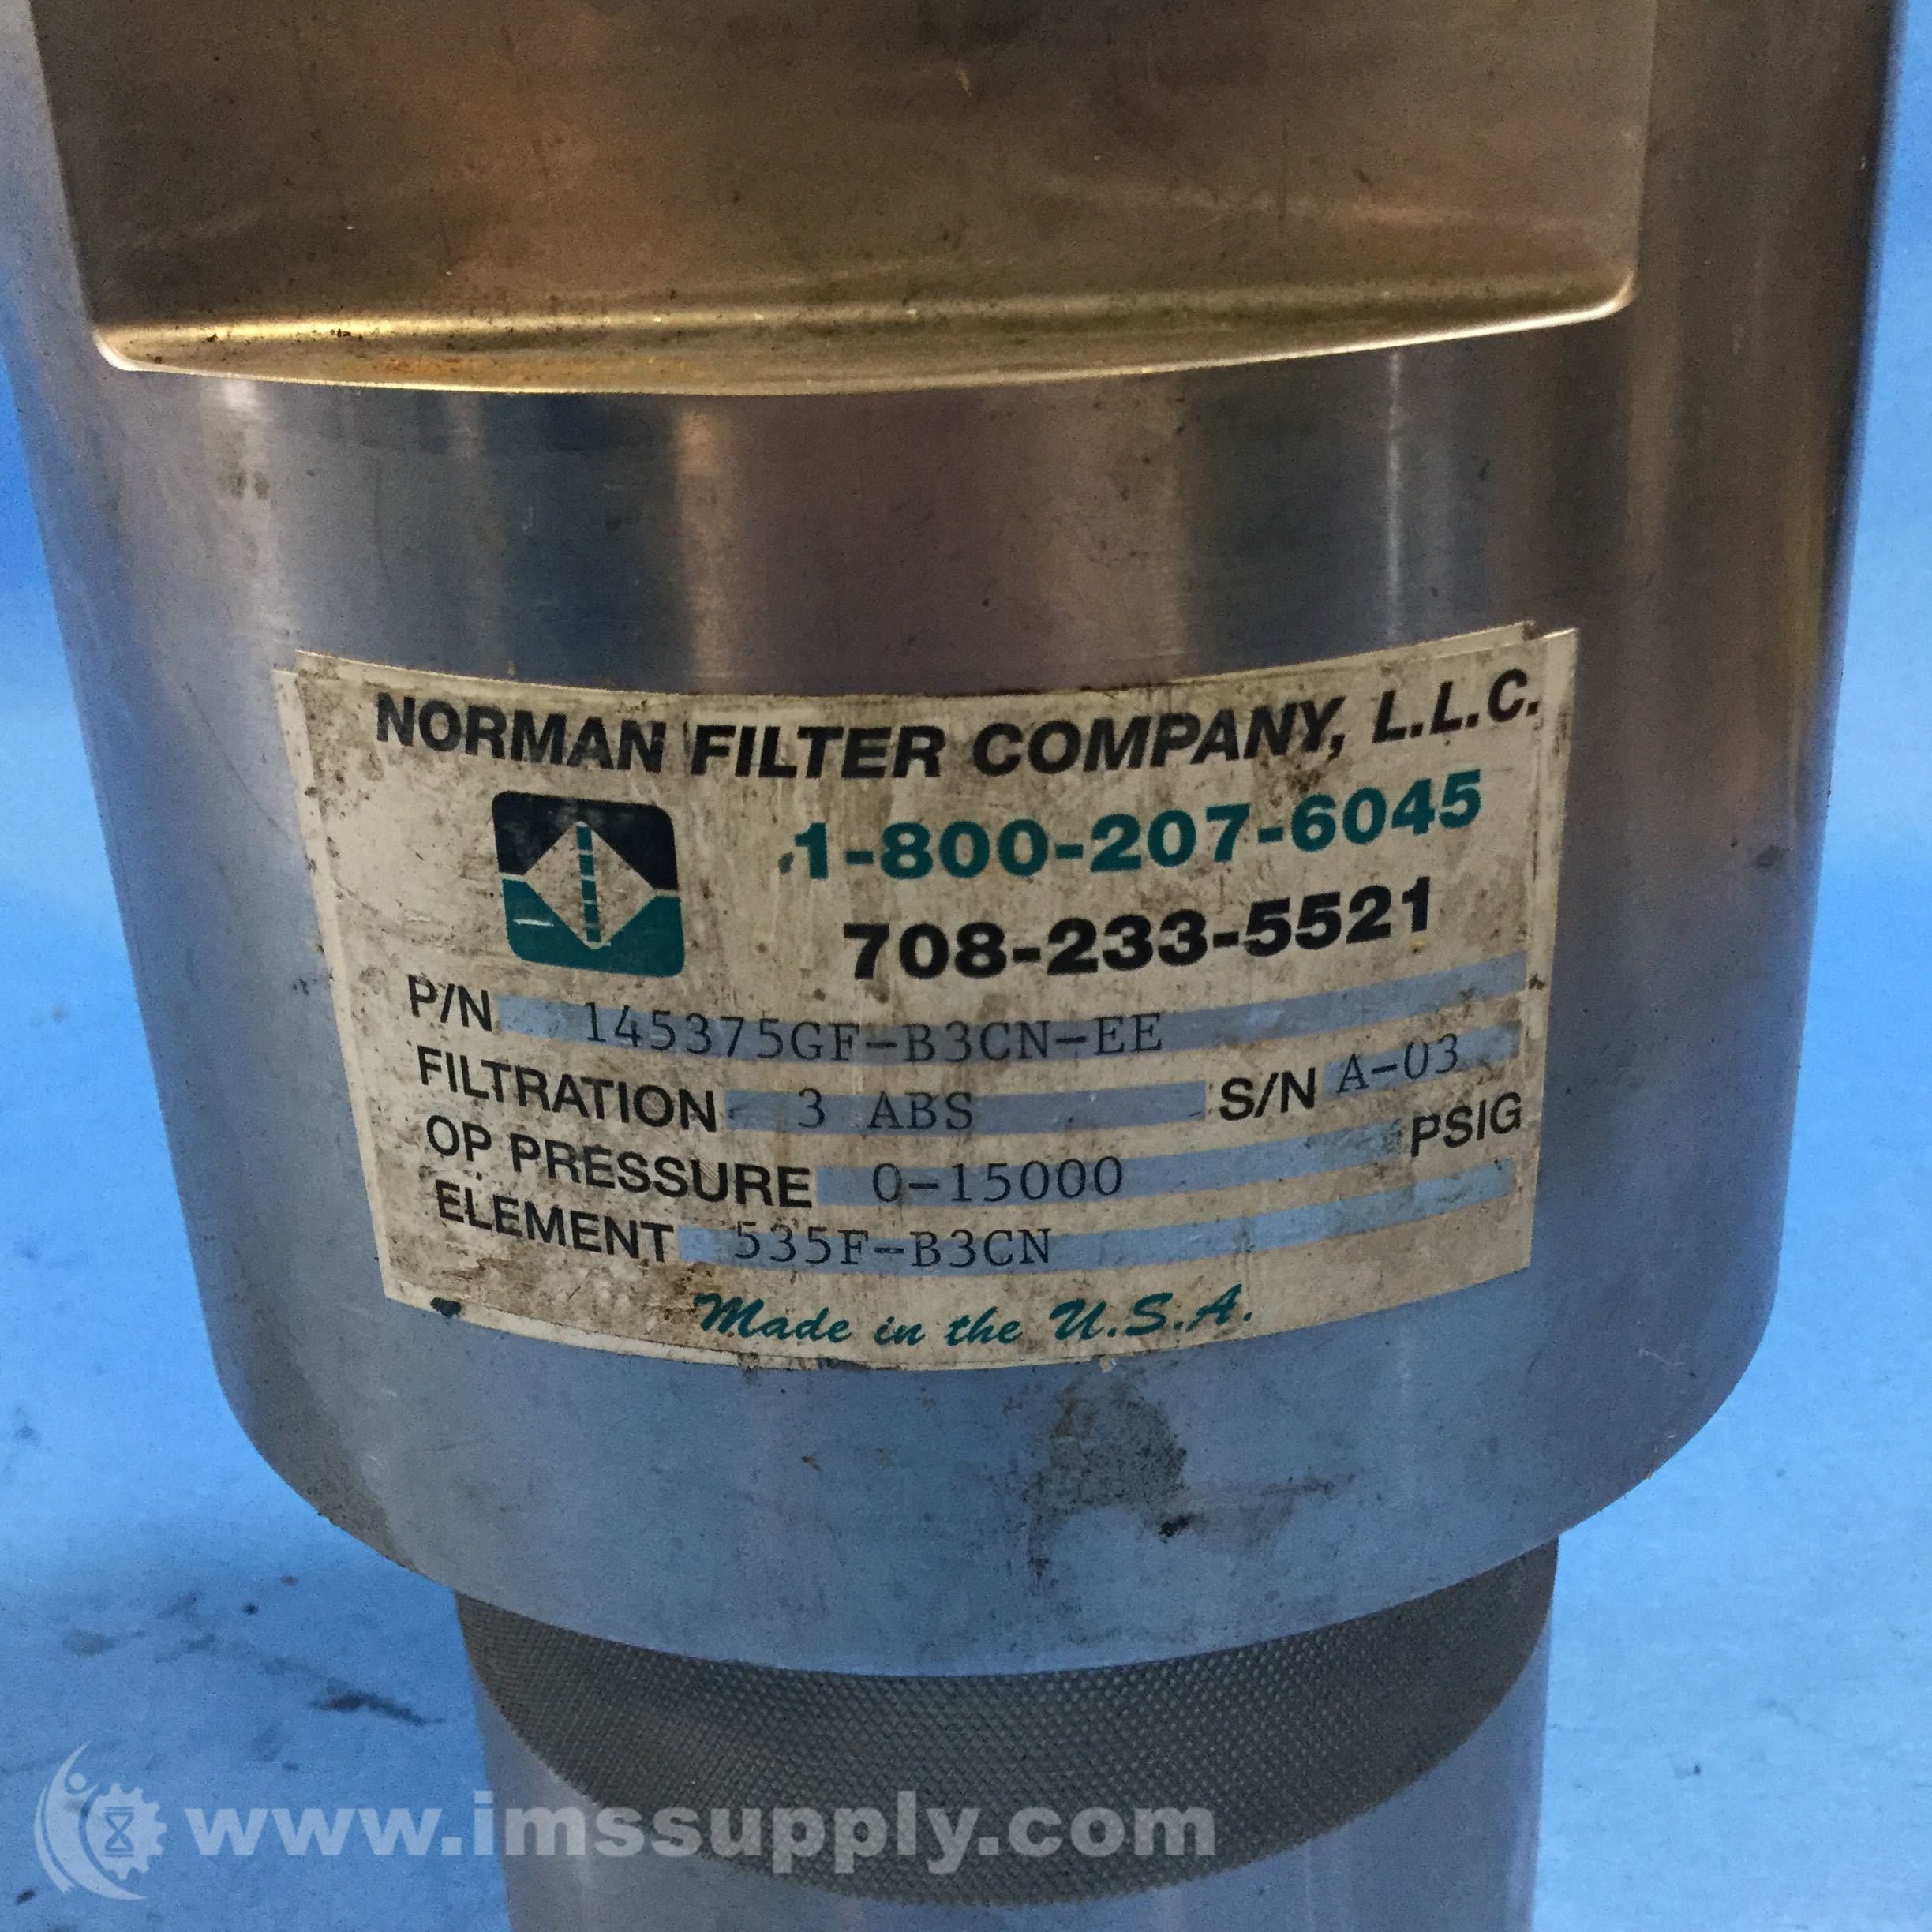 NORMAN FILTER COMPANY, L.L.C.
1-800-207-6045
708-233-5521
P/N 145375GF-B3CN-EE
FILTRATION 3 ABS S/N A-03
OP PRESSURE 0-15000 PSIG
ELEMENT 535F-B3CN
Made in the U.S.A.
www.imssupply.com